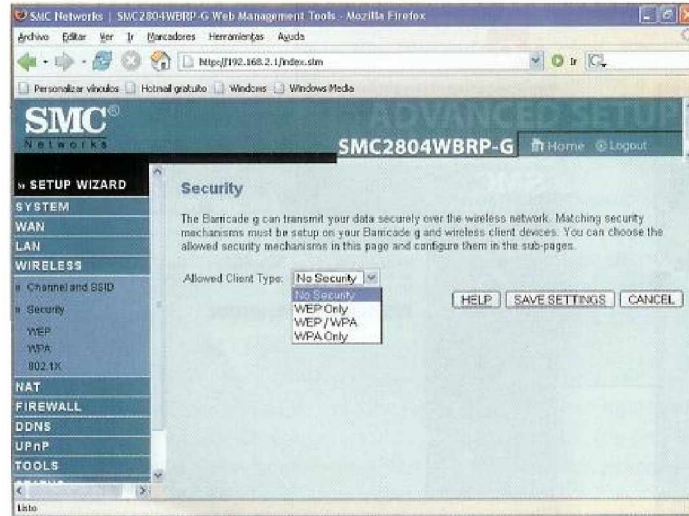 SMC Networks | SMC2804WBRP-G Web Management Tools - Mozilla Firefox
Archivo Editar Ver Ir Marcadores Herramientas Ayuda
http://192.168.2.1/index.stm Ir
Personalizar vínculos Hotmail gratuito Windows Windows Media
SMC®
Networks
ADVANCED SETUP
SMC2804WBRP-G Home Logout
» SETUP WIZARD
SYSTEM
WAN
LAN
WIRELESS
» Channel and SSID
» Security
WEP
WPA
802.1X
NAT
FIREWALL
DDNS
UPnP
TOOLS
Security
The Barricade g can transmit your data securely over the wireless network. Matching security
mechanisms must be setup on your Barricade g and wireless client devices. You can choose the
allowed security mechanisms in this page and configure them in the sub-pages.
Allowed Client Type: No Security
No Security
WEP Only
WEP / WPA
WPA Only
HELP SAVE SETTINGS CANCEL
Listo